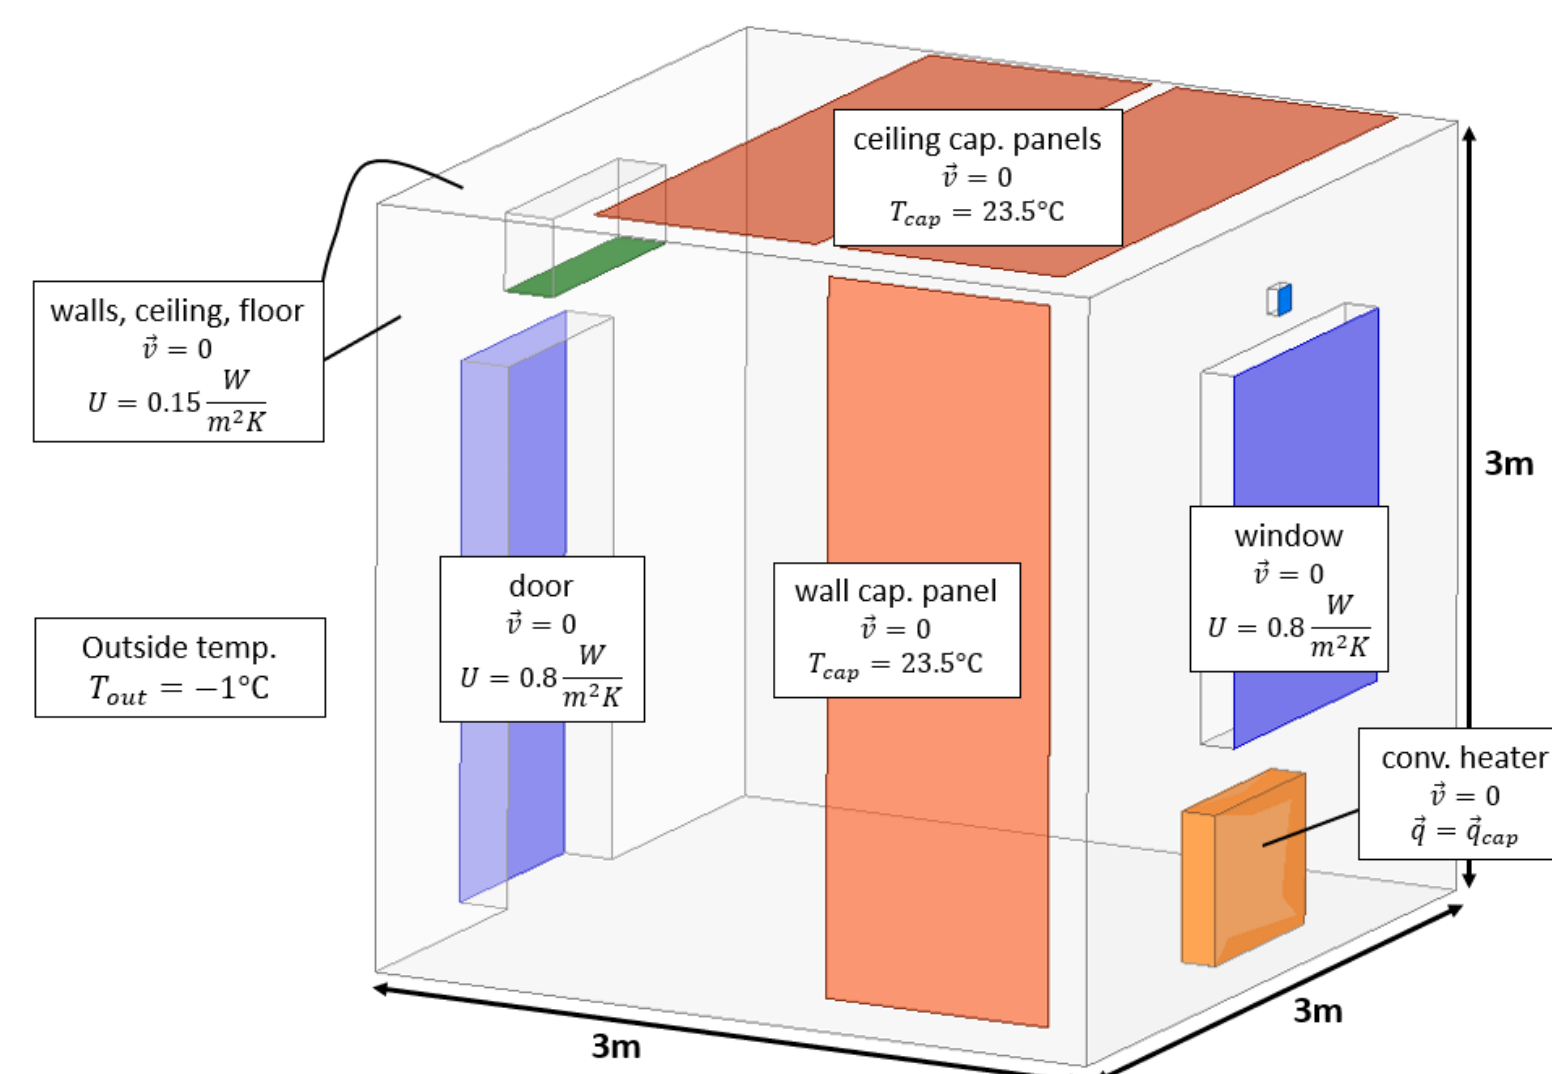 ceiling cap. panels
v⃗ = 0
T_cap = 23.5°C
walls, ceiling, floor
v⃗ = 0
U = 0.15 W/m²K
3m
window
v⃗ = 0
U = 0.8 W/m²K
door
v⃗ = 0
U = 0.8 W/m²K
wall cap. panel
v⃗ = 0
T_cap = 23.5°C
Outside temp.
T_out = −1°C
conv. heater
v⃗ = 0
q⃗ = q⃗_cap
3m
3m